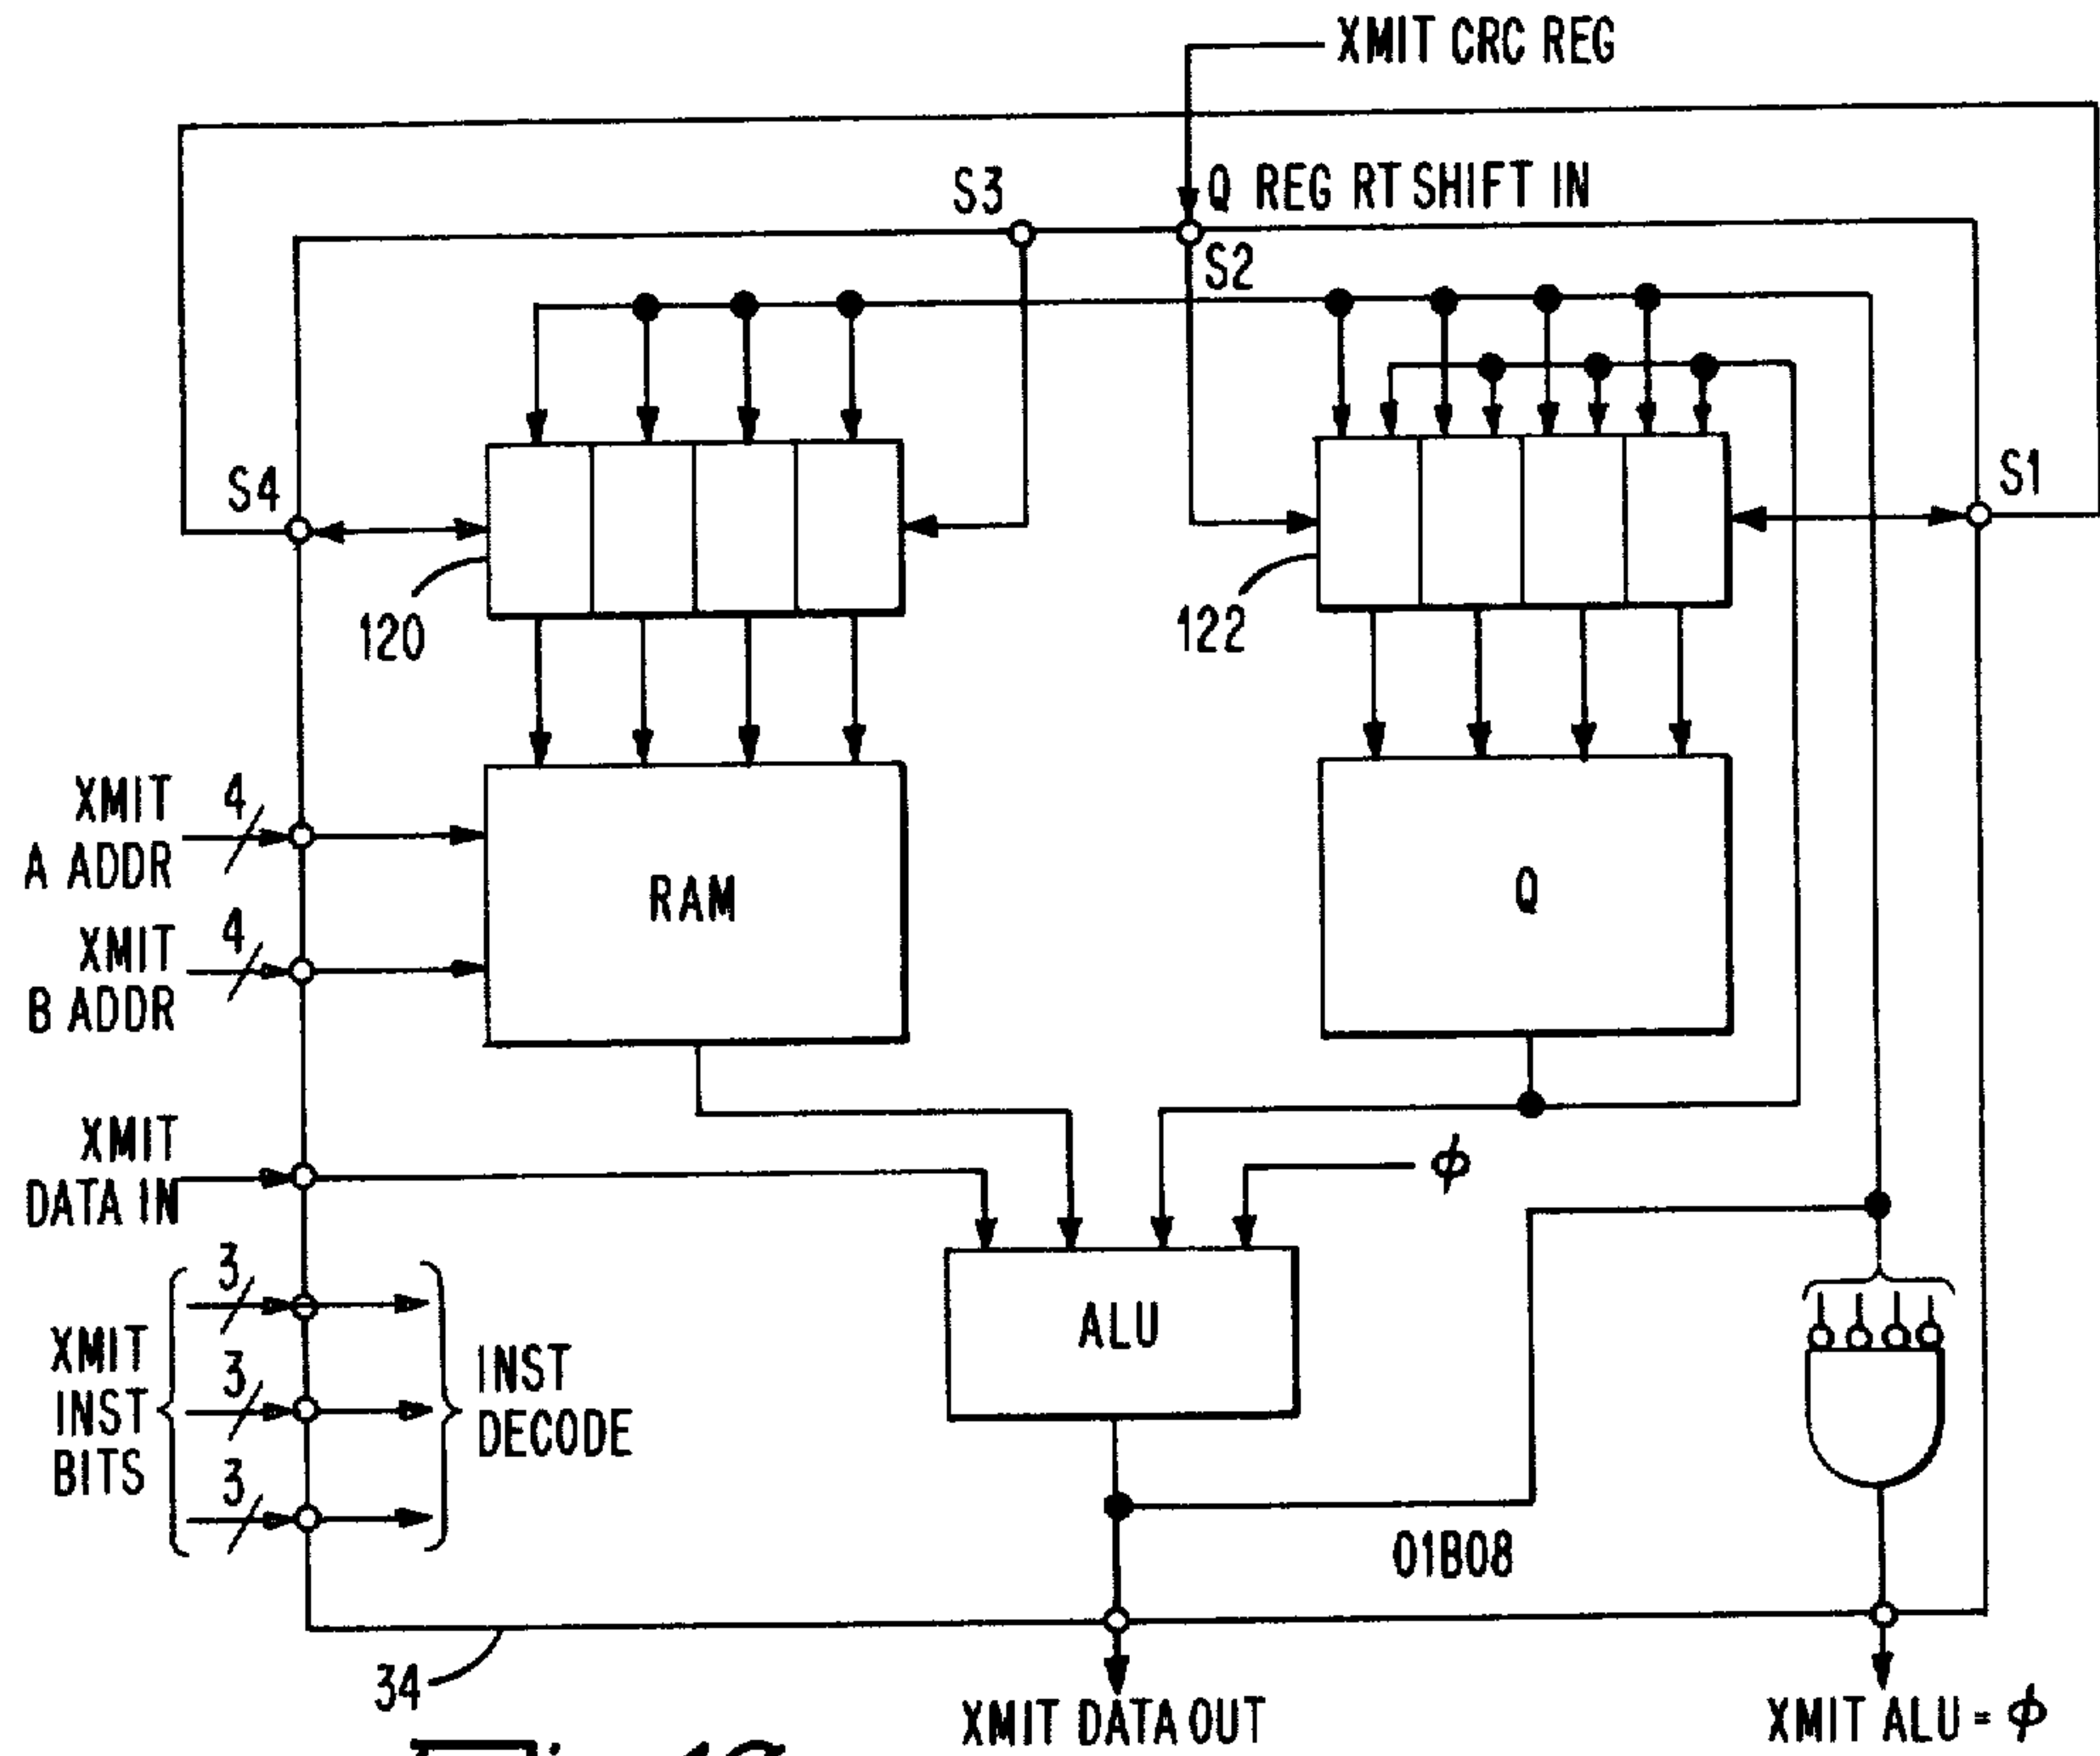 XMIT CRC REG
S3
Q REG RT SHIFT IN
S2
S4
S1
120
122
XMIT
A ADDR
4
XMIT
B ADDR
4
RAM
Q
XMIT
DATA IN
ϕ
3
3
3
XMIT
INST
BITS
INST
DECODE
ALU
01B08
34
XMIT DATA OUT
XMIT ALU = ϕ